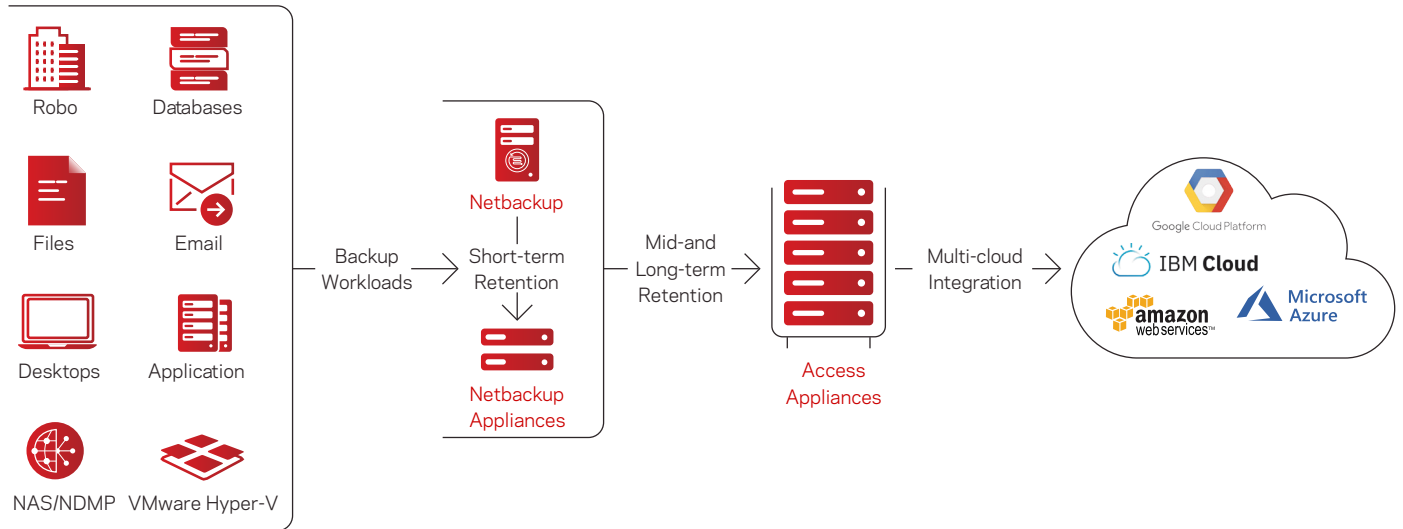 Robo
Databases
Files
Email
Desktops
Application
NAS/NDMP
VMware Hyper-V
Backup
Workloads
Netbackup
Short-term
Retention
Netbackup
Appliances
Mid-and
Long-term
Retention
Access
Appliances
Multi-cloud
Integration
Google Cloud Platform
IBM Cloud
amazon
web services™
Microsoft
Azure